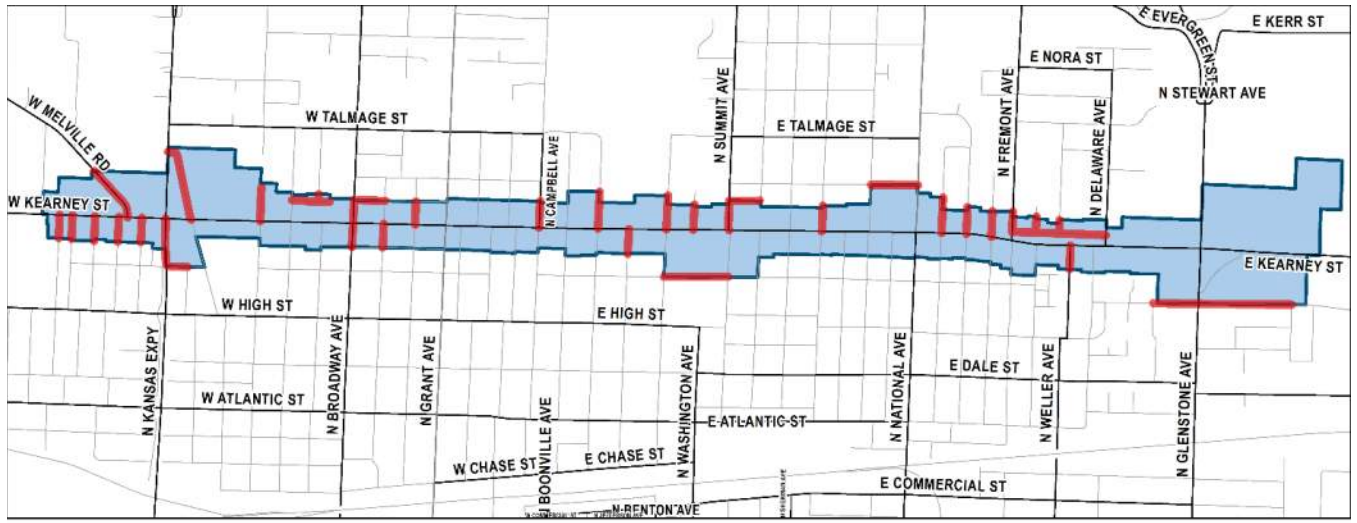 E EVERGREEN ST
E KERR ST
E NORA ST
N STEWART AVE
W MELVILLE RD
W TALMAGE ST
N CAMPBELL AVE
N SUMMIT AVE
E TALMAGE ST
N FREMONT AVE
N DELAWARE AVE
W KEARNEY ST
E KEARNEY ST
W HIGH ST
E HIGH ST
N KANSAS EXPY
N BROADWAY AVE
N GRANT AVE
N BOONVILLE AVE
N WASHINGTON AVE
N NATIONAL AVE
E DALE ST
N WELLER AVE
N GLENSTONE AVE
W ATLANTIC ST
E ATLANTIC ST
W CHASE ST
E CHASE ST
E COMMERCIAL ST
N BENTON AVE
W COMMERCIAL ST